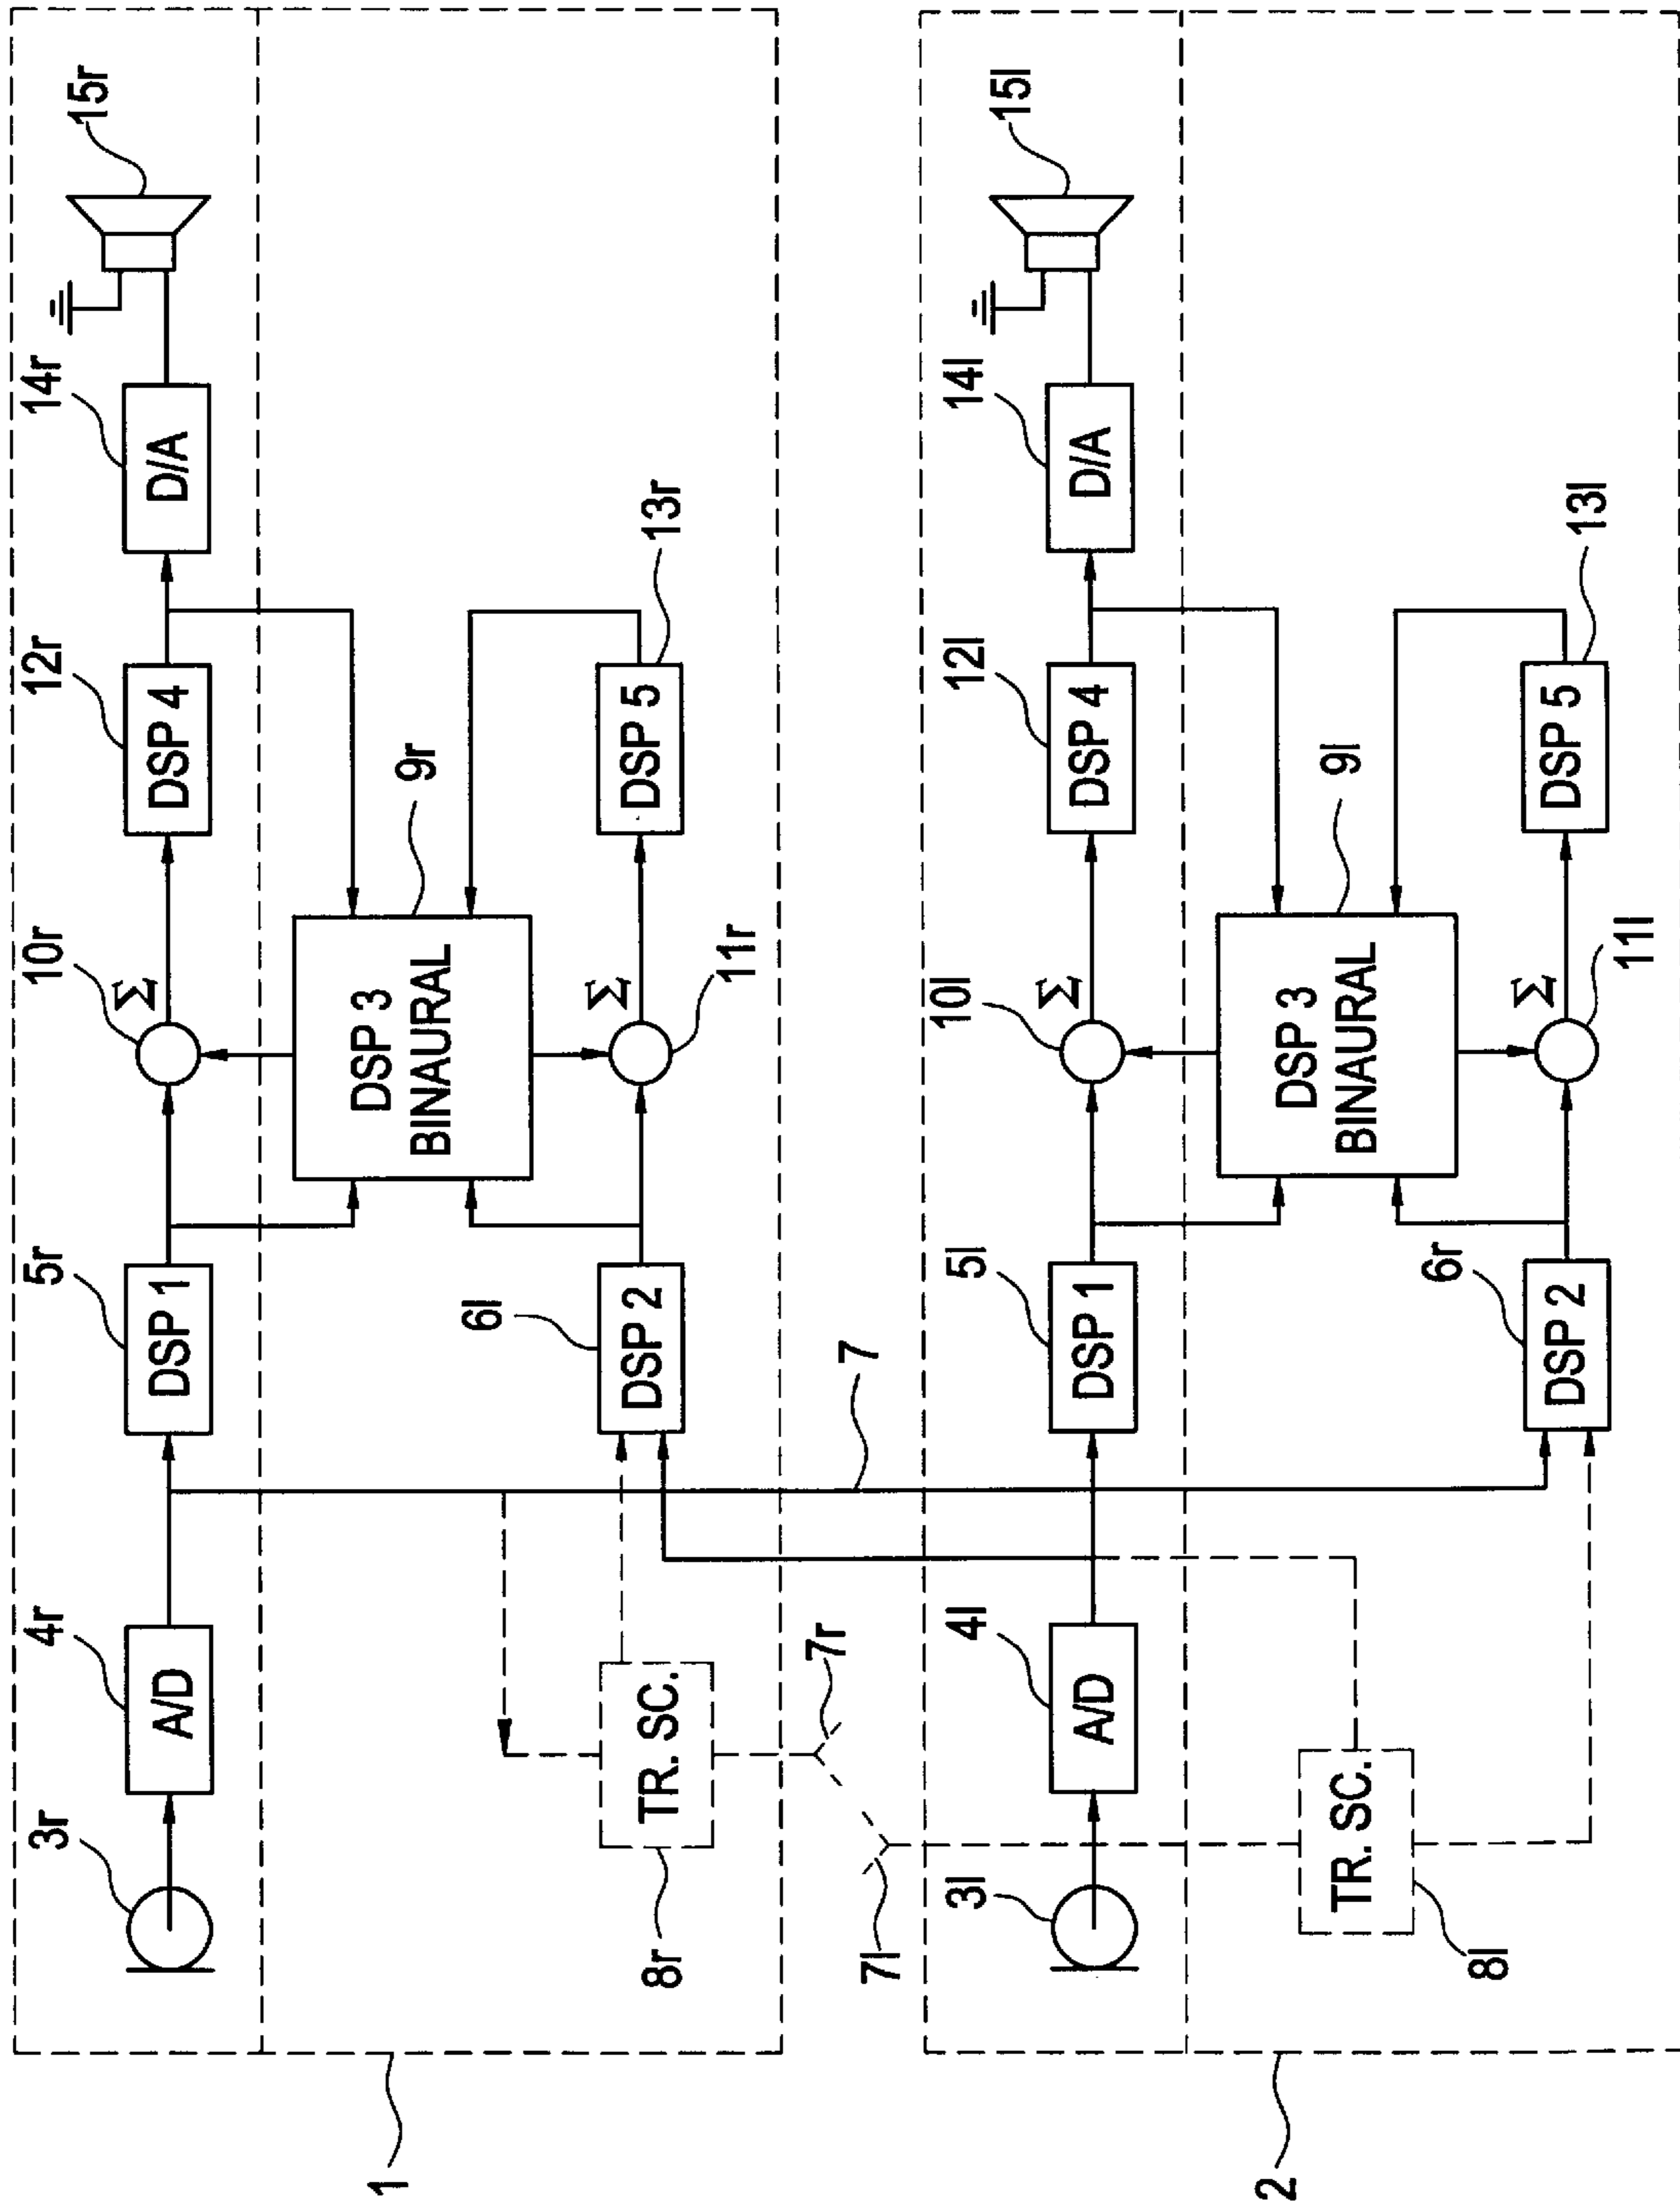 3r
4r
A/D
5r
DSP 1
10r
Σ
12r
DSP 4
14r
D/A
15r
8r
TR. SC.
7r
6l
DSP 2
DSP 3
BINAURAL
9r
Σ
11r
DSP 5
13r
1
7
7l
3l
4l
A/D
5l
DSP 1
10l
Σ
12l
DSP 4
14l
D/A
15l
8l
TR. SC.
6r
DSP 2
DSP 3
BINAURAL
9l
Σ
11l
DSP 5
13l
2